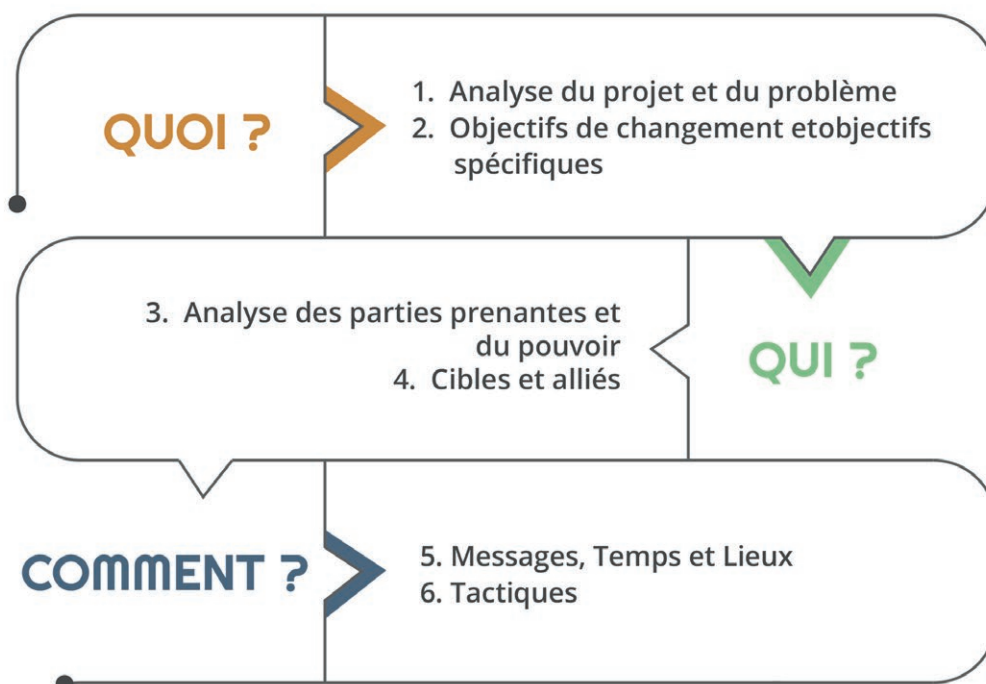 QUOI ?
1. Analyse du projet et du problème
2. Objectifs de changement etobjectifs
spécifiques
3. Analyse des parties prenantes et
du pouvoir
4. Cibles et alliés
QUI ?
COMMENT ?
5. Messages, Temps et Lieux
6. Tactiques